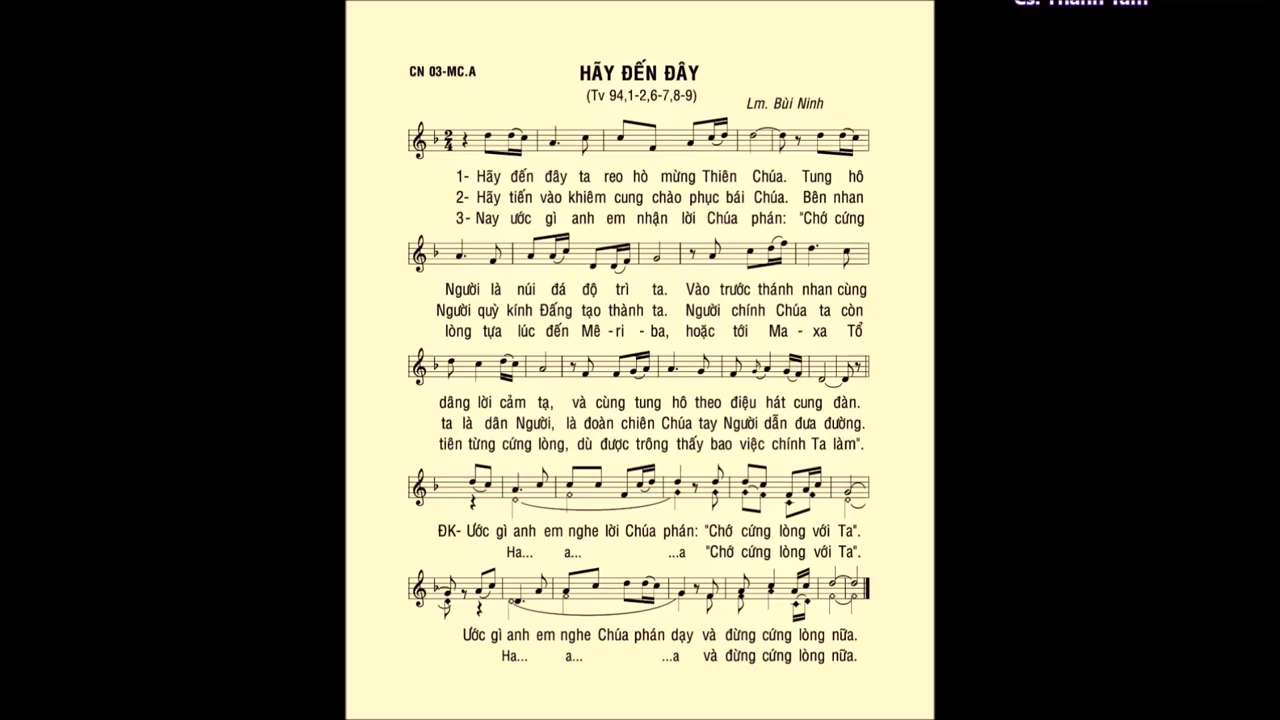 Cs. Thanh Tâm
CN 03-MC.A
HÃY ĐẾN ĐÂY
(Tv 94,1-2,6-7,8-9)
Lm. Bùi Ninh
2
4
1- Hãy đến đây ta reo hò mừng Thiên Chúa. Tung hô
2- Hãy tiến vào khiêm cung chào phục bái Chúa. Bên nhan
3- Nay ước gì anh em nhận lời Chúa phán: "Chớ cứng
Người là núi đá độ trì ta. Vào trước thánh nhan cùng
Người quỳ kính Đấng tạo thành ta. Người chính Chúa ta còn
lòng tựa lúc đến Mê - ri - ba, hoặc tới Ma - xa Tổ
dâng lời cảm tạ, và cùng tung hô theo điệu hát cung đàn.
ta là dân Người, là đoàn chiên Chúa tay Người dẫn đưa đường.
tiên từng cứng lòng, dù được trông thấy bao việc chính Ta làm".
ĐK- Ước gì anh em nghe lời Chúa phán: "Chớ cứng lòng với Ta".
Ha... a... ...a "Chớ cứng lòng với Ta".
Ước gì anh em nghe Chúa phán dạy và đừng cứng lòng nữa.
Ha... a... ...a và đừng cứng lòng nữa.